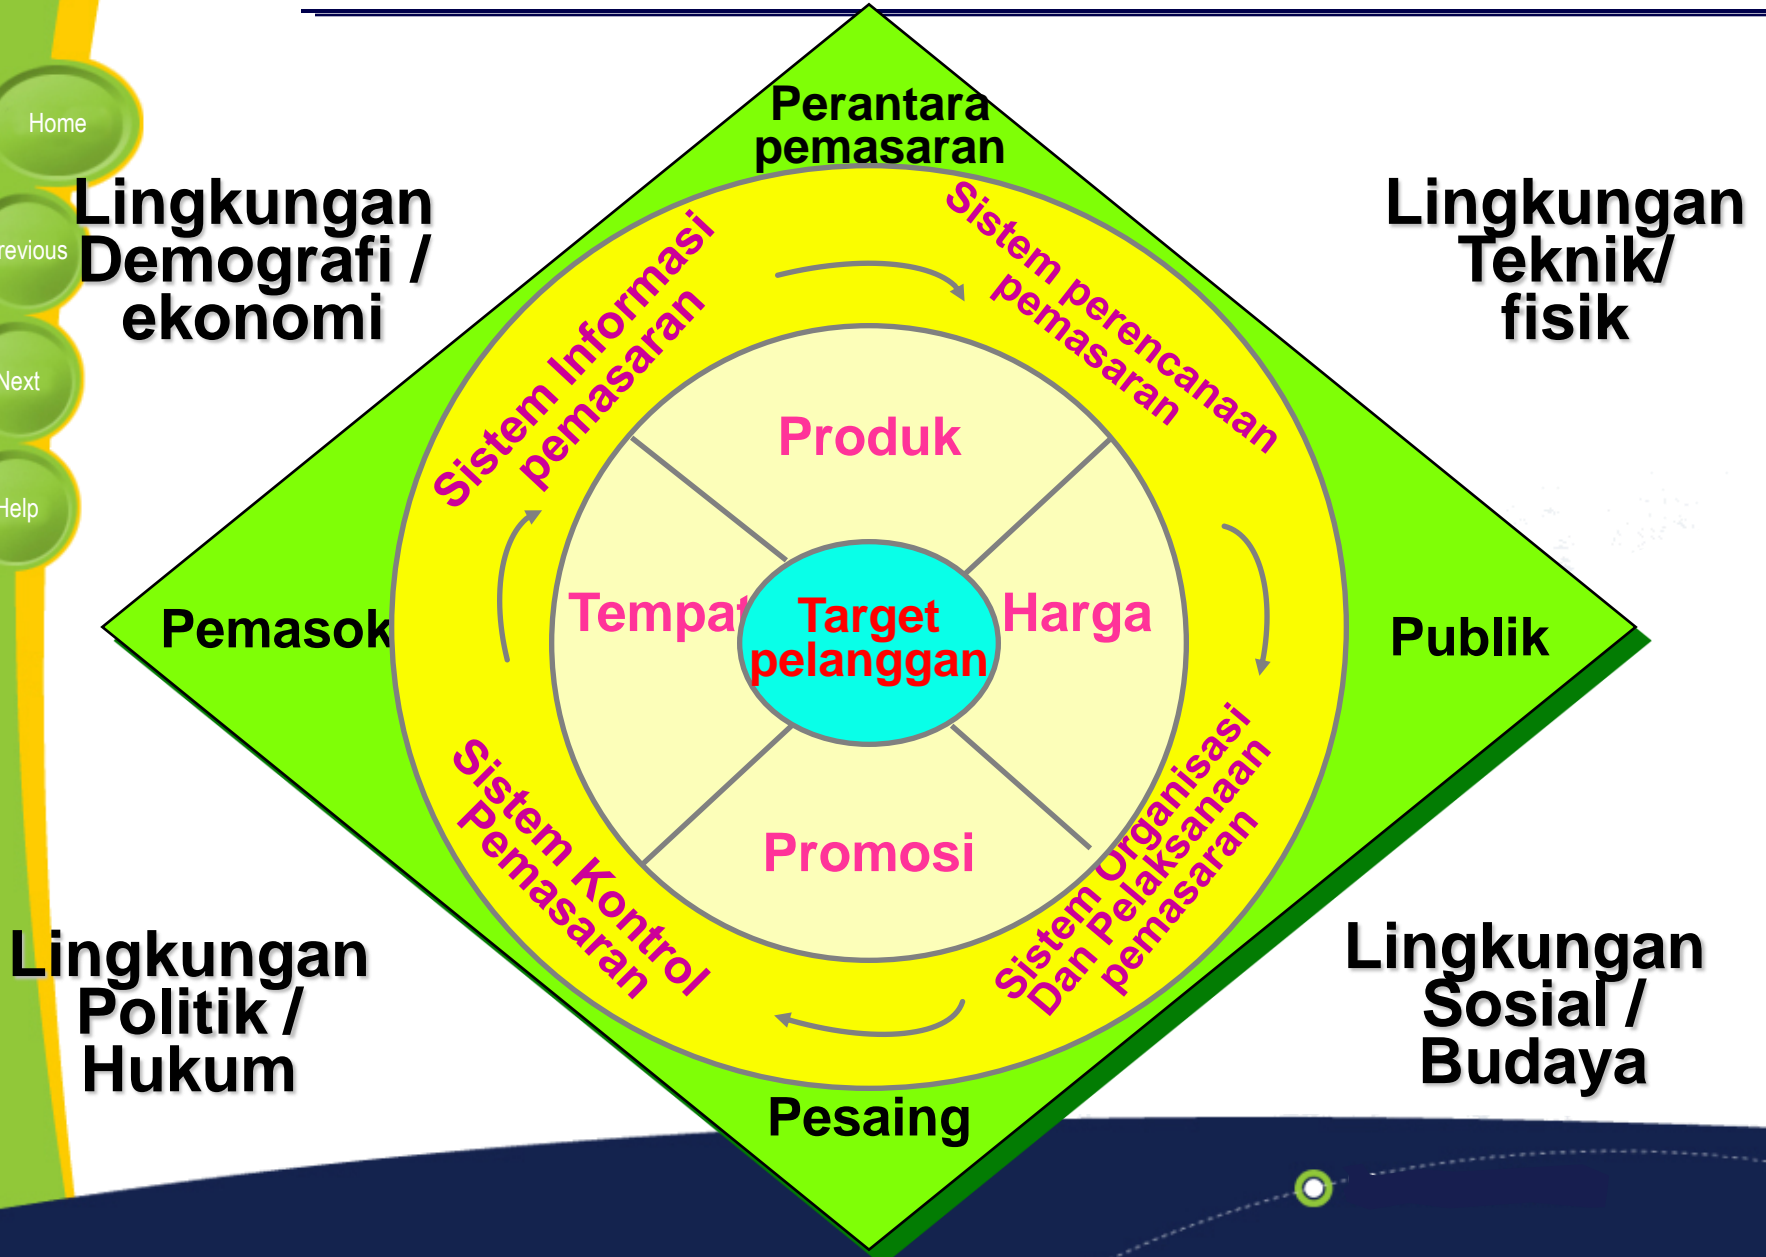 Home
Previous
Next
Help
Perantara
pemasaran
Lingkungan
Demografi /
ekonomi
Lingkungan
Teknik/
fisik
Sistem Informasi
pemasaran
Sistem perencanaan
pemasaran
Produk
Pemasok
Tempat
Target
pelanggan
Harga
Publik
Promosi
Sistem Kontrol
Pemasaran
Sistem Organisasi
Dan Pelaksanaan
pemasaran
Lingkungan
Politik /
Hukum
Lingkungan
Sosial /
Budaya
Pesaing